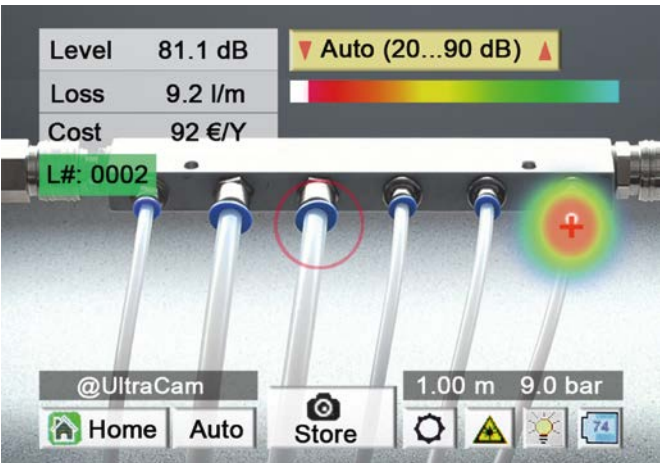 Level 81.1 dB
▼ Auto (20...90 dB) ▲
Loss 9.2 l/m
Cost 92 €/Y
L#: 0002
@UltraCam
1.00 m 9.0 bar
Home
Auto
Store
74